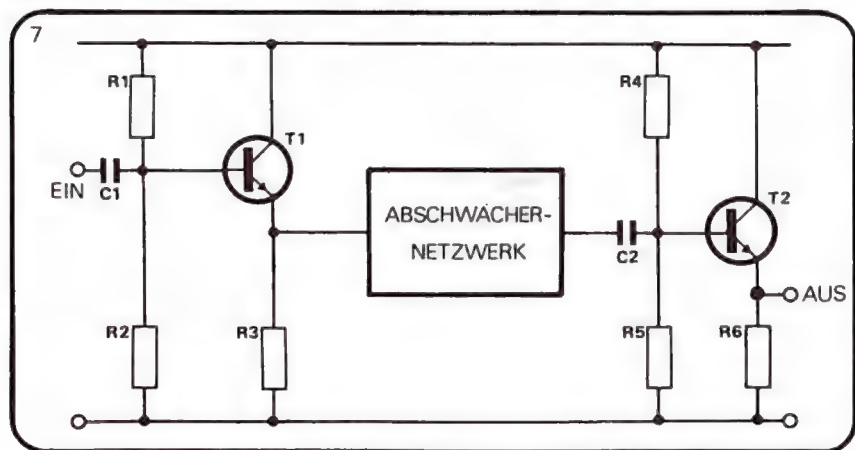 7
R1
R4
T1
EIN
C1
T2
ABSCHWÄCHER-
NETZWERK
C2
AUS
R2
R3
R5
R6